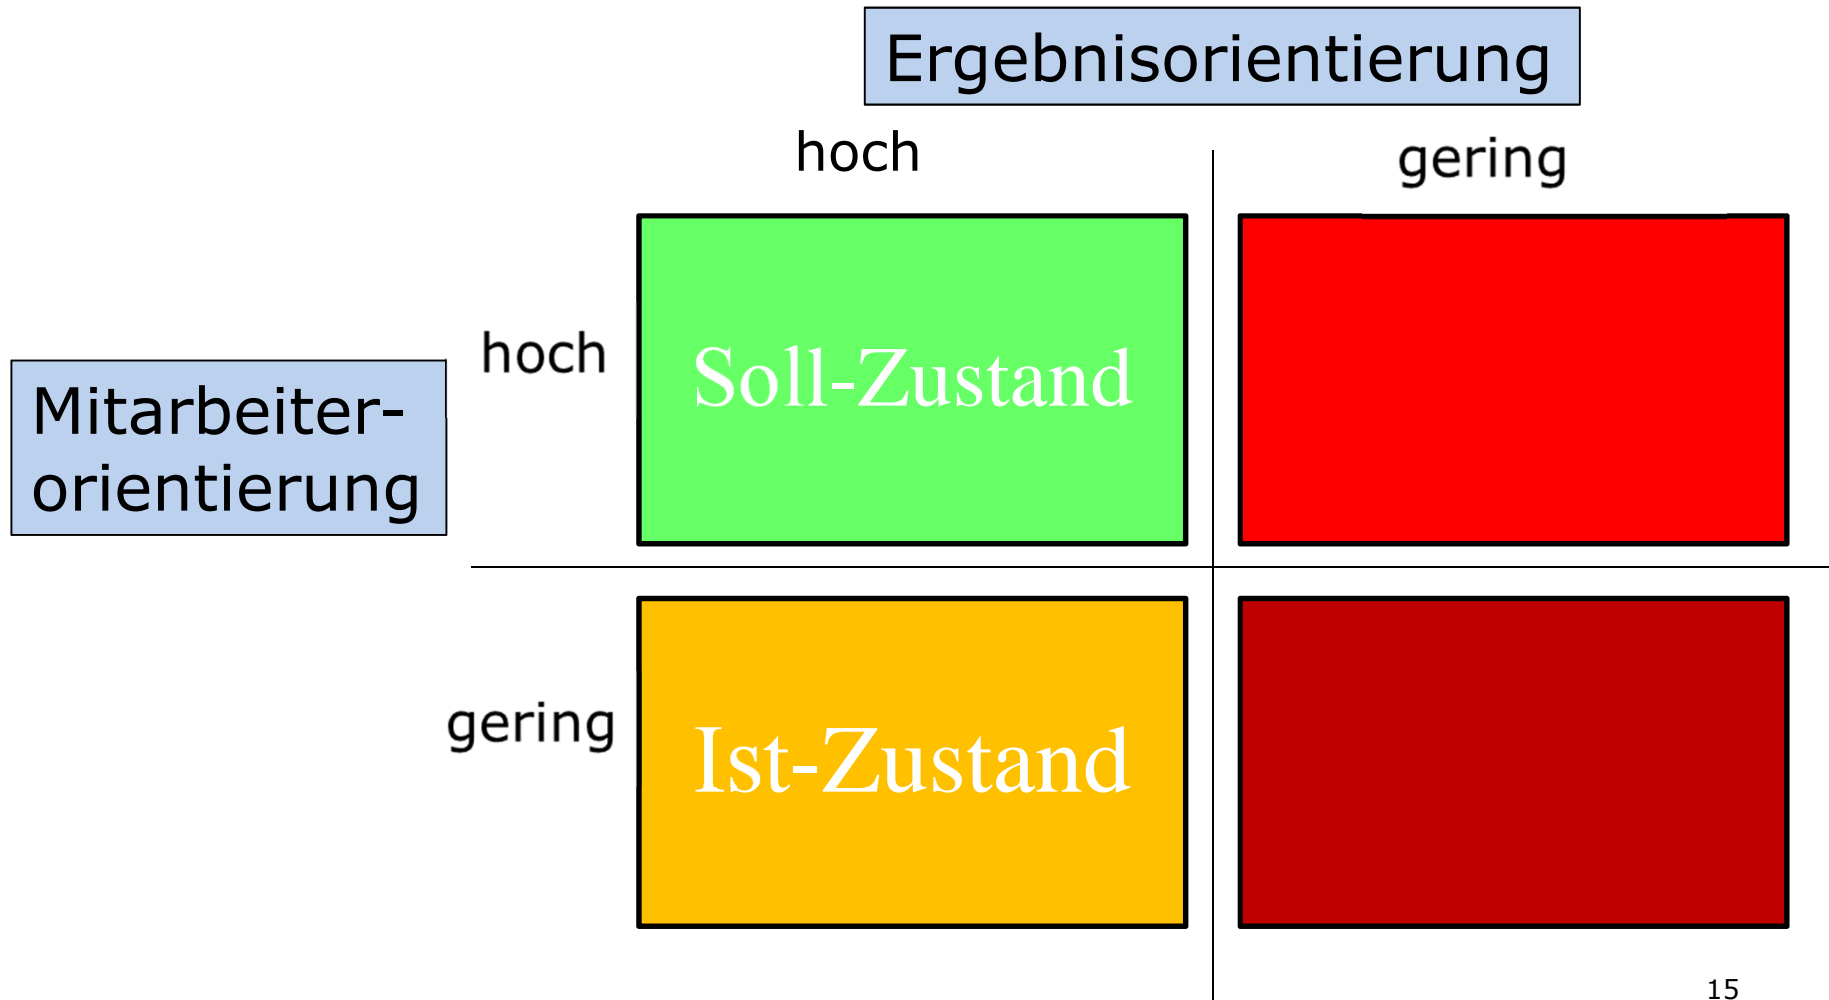 Ergebnisorientierung
hoch
gering
hoch
Soll-Zustand
Mitarbeiter-
orientierung
gering
Ist-Zustand
15